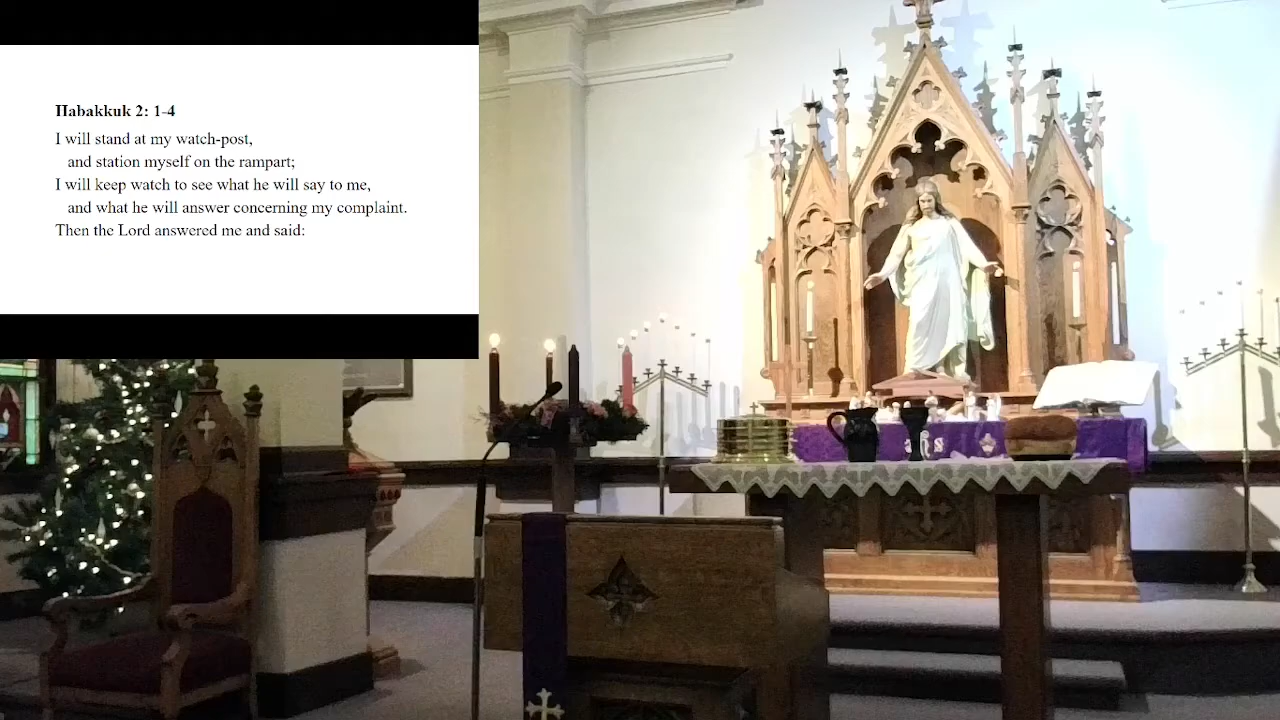 Habakkuk 2: 1-4
I will stand at my watch-post,
and station myself on the rampart;
I will keep watch to see what he will say to me,
and what he will answer concerning my complaint.
Then the Lord answered me and said: